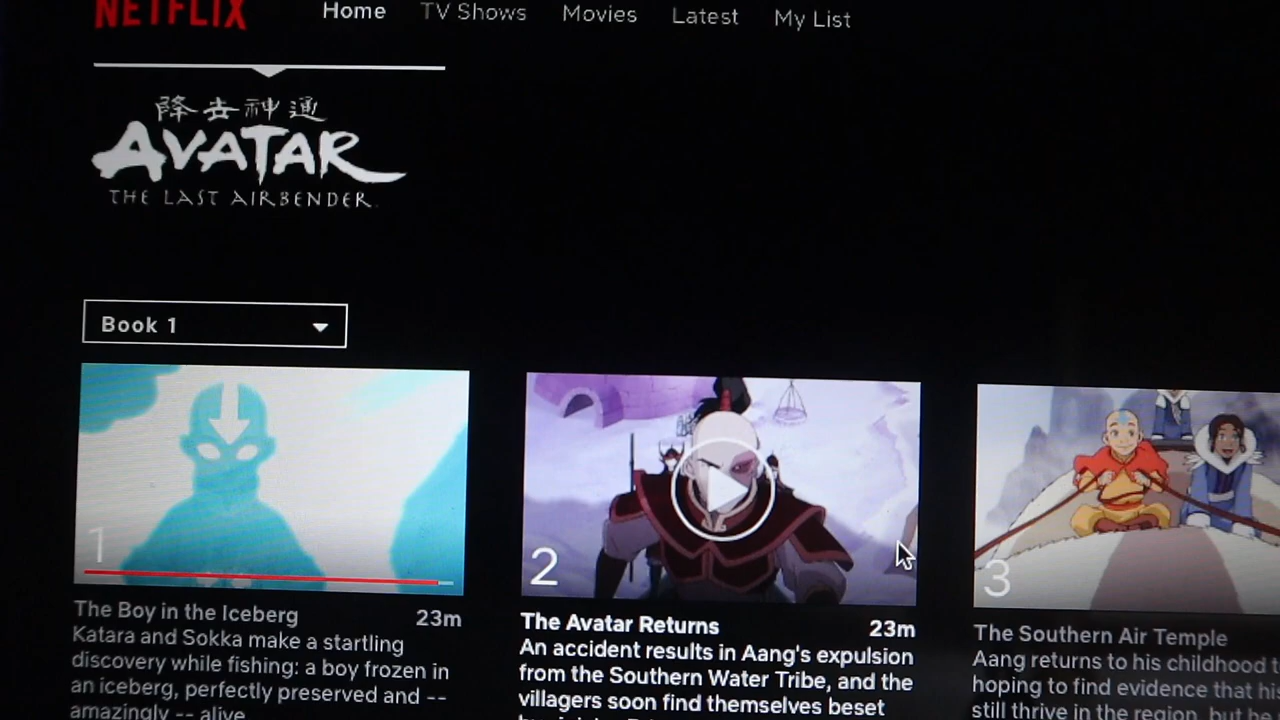 NETFLIX
Home TV Shows Movies Latest My List
降去神通
AVATAR
THE LAST AIRBENDER
Book 1
1
2
3
The Boy in the Iceberg 23m
Katara and Sokka make a startling
discovery while fishing: a boy frozen in
an iceberg, perfectly preserved and --
amazingly -- alive.
The Avatar Returns 23m
An accident results in Aang's expulsion
from the Southern Water Tribe, and the
villagers soon find themselves beset
The Southern Air Temple
Aang returns to his childhood
hoping to find evidence that
still thrive in the region, but he